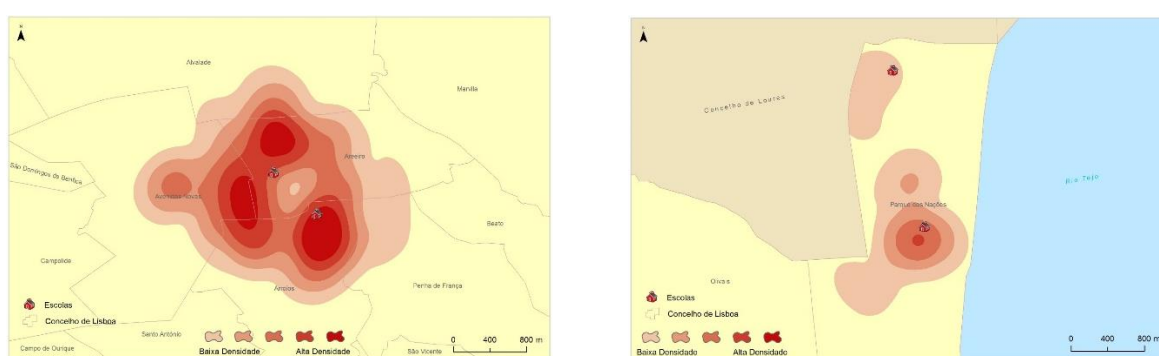 N
Alvalade
Marvila
Areeiro
São Domingos de Benfica
Avenidas Novas
Beato
Campolide
Arroios
Penha de França
Escolas
Concelho de Lisboa
Santo António
Campo de Ourique
São Vicente
Baixa Densidade
Alta Densidade
0 400 800 m
N
Concelho de Loures
Rio Tejo
Parque das Nações
Olivais
Escolas
Concelho de Lisboa
Baixa Densidade
Alta Densidade
0 400 800 m